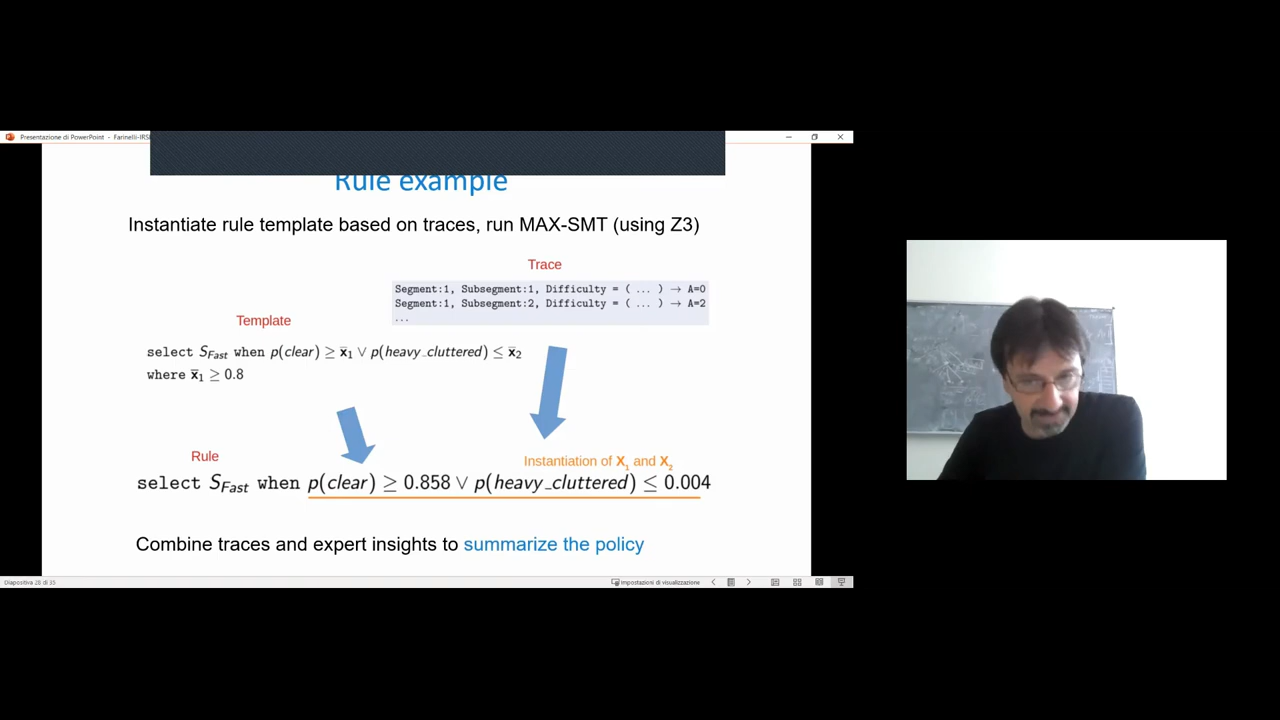 Presentazione di PowerPoint - Farinelli-IRSI
Rule example
Instantiate rule template based on traces, run MAX-SMT (using Z3)
Trace
Segment:1, Subsegment:1, Difficulty = ( ... ) → A=0
Segment:1, Subsegment:2, Difficulty = ( ... ) → A=2
...
Template
select S_Fast when p(clear) ≥ x̄₁ ∨ p(heavy_cluttered) ≤ x̄₂
where x̄₁ ≥ 0.8
Rule
Instantiation of X₁ and X₂
select S_Fast when p(clear) ≥ 0.858 ∨ p(heavy_cluttered) ≤ 0.004
Combine traces and expert insights to summarize the policy
Diapositiva 28 di 35
Impostazioni di visualizzazione